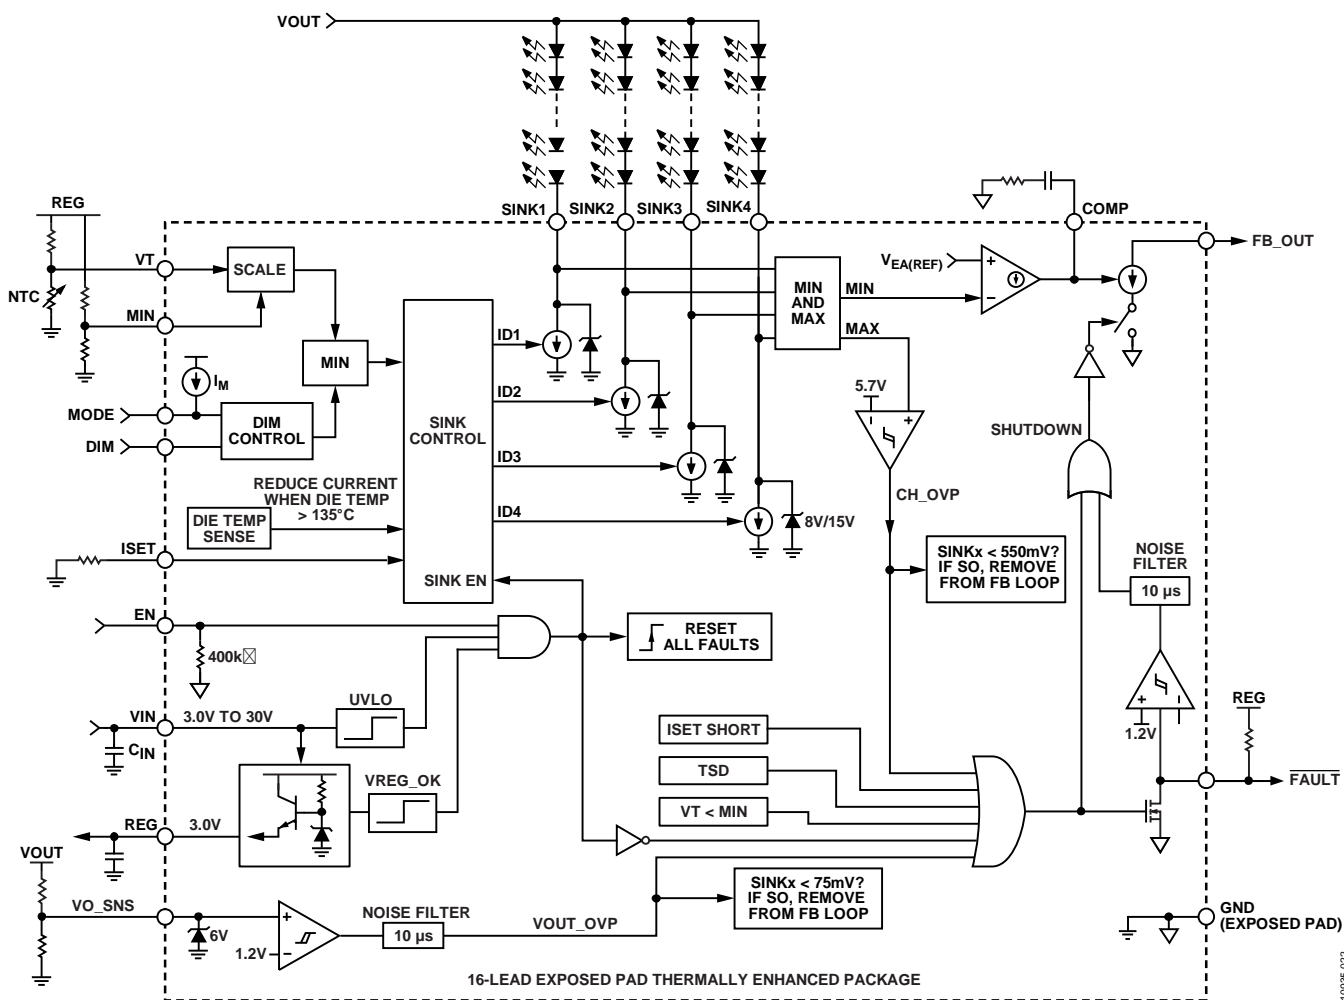 VOUT
SINK1
SINK2
SINK3
SINK4
COMP
REG
VT
NTC
MIN
SCALE
MIN
IM
MODE
DIM
DIM
CONTROL
REDUCE CURRENT
WHEN DIE TEMP
> 135°C
DIE TEMP
SENSE
ISET
SINK
CONTROL
SINK EN
ID1
ID2
ID3
ID4
8V/15V
MIN
AND
MAX
MIN
MAX
VEA(REF)
+
−
FB_OUT
5.7V
−
+
CH_OVP
SHUTDOWN
SINKx < 550mV?
IF SO, REMOVE
FROM FB LOOP
NOISE
FILTER
10 µs
EN
400k
RESET
ALL FAULTS
VIN
3.0V TO 30V
CIN
UVLO
VREG_OK
REG
3.0V
ISET SHORT
TSD
VT < MIN
+
−
1.2V
REG
FAULT
VOUT
VO_SNS
6V
1.2V
+
−
NOISE FILTER
10 µs
VOUT_OVP
SINKx < 75mV?
IF SO, REMOVE
FROM FB LOOP
GND
(EXPOSED PAD)
16-LEAD EXPOSED PAD THERMALLY ENHANCED PACKAGE